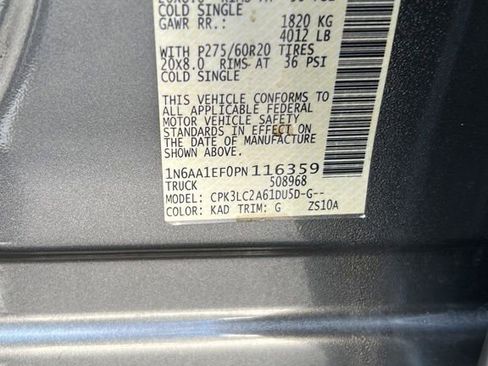 COLD SINGLE
GAWR RR.: 1820 KG
4012 LB
WITH P275/60R20 TIRES
20x8.0 RIMS AT 36 PSI
COLD SINGLE
THIS VEHICLE CONFORMS TO
ALL APPLICABLE FEDERAL
MOTOR VEHICLE SAFETY
STANDARDS IN EFFECT ON
THE DATE OF MANUFACTURE
SHOWN ABOVE.
1N6AA1EF0PN116359
TRUCK 508968
MODEL: CPK3LC2A61DU5D-G--
COLOR: KAD TRIM: G ZS10A